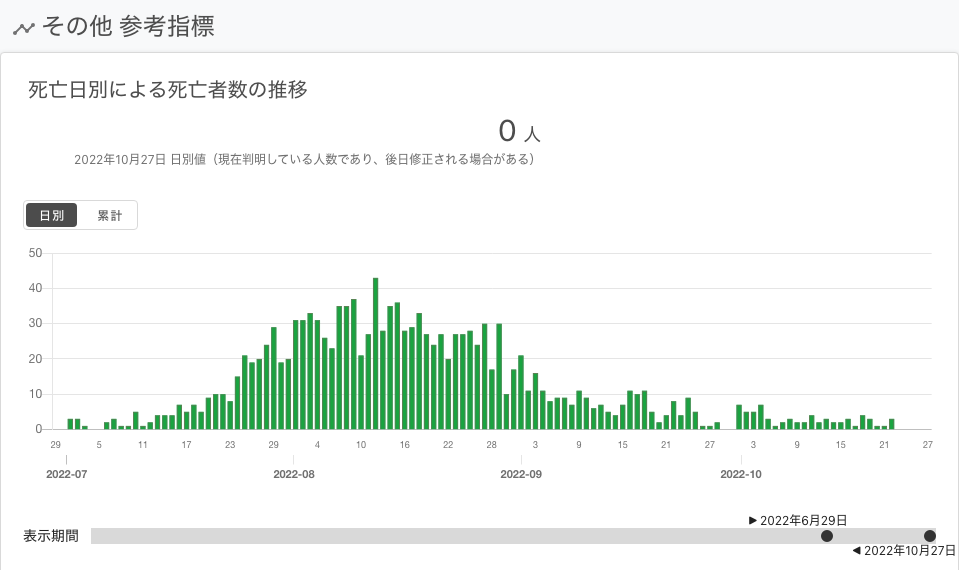 その他 参考指標
死亡日別による死亡者数の推移
0 人
2022年10月27日 日別値（現在判明している人数であり、後日修正される場合がある）
日別 累計
50
40
30
20
10
0
29 5 11 17 23 29 4 10 16 22 28 3 9 15 21 27 3 9 15 21 27
2022-07 2022-08 2022-09 2022-10
▶ 2022年6月29日
表示期間
◀ 2022年10月27日